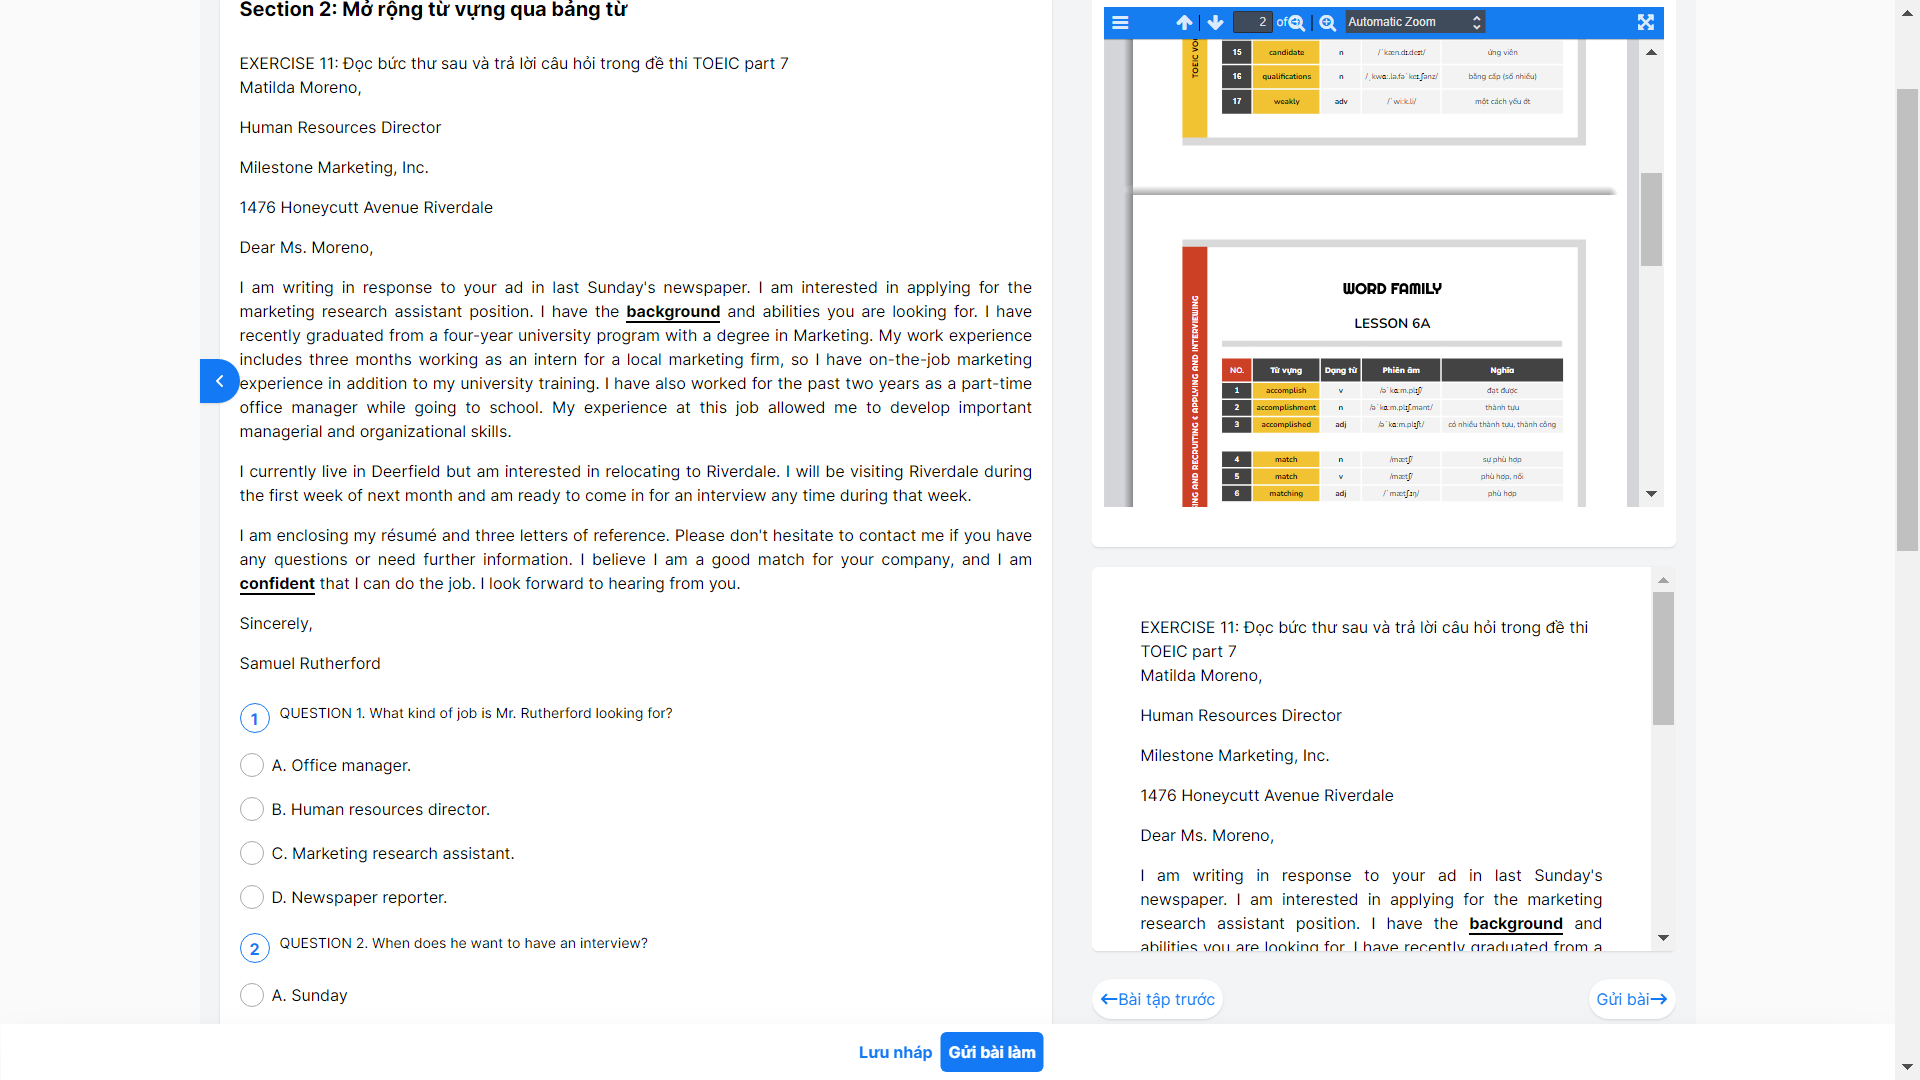 Section 2: Mở rộng từ vựng qua bảng từ
EXERCISE 11: Đọc bức thư sau và trả lời câu hỏi trong đề thi TOEIC part 7
Matilda Moreno,
Human Resources Director
Milestone Marketing, Inc.
1476 Honeycutt Avenue Riverdale
Dear Ms. Moreno,
I am writing in response to your ad in last Sunday's newspaper. I am interested in applying for the
marketing research assistant position. I have the background and abilities you are looking for. I have
recently graduated from a four-year university program with a degree in Marketing. My work experience
includes three months working as an intern for a local marketing firm, so I have on-the-job marketing
experience in addition to my university training. I have also worked for the past two years as a part-time
office manager while going to school. My experience at this job allowed me to develop important
managerial and organizational skills.
I currently live in Deerfield but am interested in relocating to Riverdale. I will be visiting Riverdale during
the first week of next month and am ready to come in for an interview any time during that week.
I am enclosing my résumé and three letters of reference. Please don't hesitate to contact me if you have
any questions or need further information. I believe I am a good match for your company, and I am
confident that I can do the job. I look forward to hearing from you.
Sincerely,
Samuel Rutherford
1 QUESTION 1. What kind of job is Mr. Rutherford looking for?
A. Office manager.
B. Human resources director.
C. Marketing research assistant.
D. Newspaper reporter.
2 QUESTION 2. When does he want to have an interview?
A. Sunday
2 of Automatic Zoom
TOEIC VO
15 candidate n /ˈkæn.dɪ.deɪt/ ứng viên
16 qualifications n /ˌkwɑː.lə.fəˈkeɪ.ʃənz/ bằng cấp (số nhiều)
17 weakly adv /ˈwiːk.li/ một cách yếu ớt
WORD FAMILY
LESSON 6A
SING AND RECRUITING & APPLYING AND INTERVIEWING
NO. Từ vựng Dạng từ Phiên âm Nghĩa
1 accomplish v /əˈkɑːm.plɪʃ/ đạt được
2 accomplishment n /əˈkɑːm.plɪʃ.mənt/ thành tựu
3 accomplished adj /əˈkɑːm.plɪʃt/ có nhiều thành tựu, thành công
4 match n /mætʃ/ sự phù hợp
5 match v /mætʃ/ phù hợp, nối
6 matching adj /ˈmætʃ.ɪŋ/ phù hợp
EXERCISE 11: Đọc bức thư sau và trả lời câu hỏi trong đề thi
TOEIC part 7
Matilda Moreno,
Human Resources Director
Milestone Marketing, Inc.
1476 Honeycutt Avenue Riverdale
Dear Ms. Moreno,
I am writing in response to your ad in last Sunday's
newspaper. I am interested in applying for the marketing
research assistant position. I have the background and
abilities you are looking for. I have recently graduated from a
←Bài tập trước
Gửi bài→
Lưu nháp
Gửi bài làm